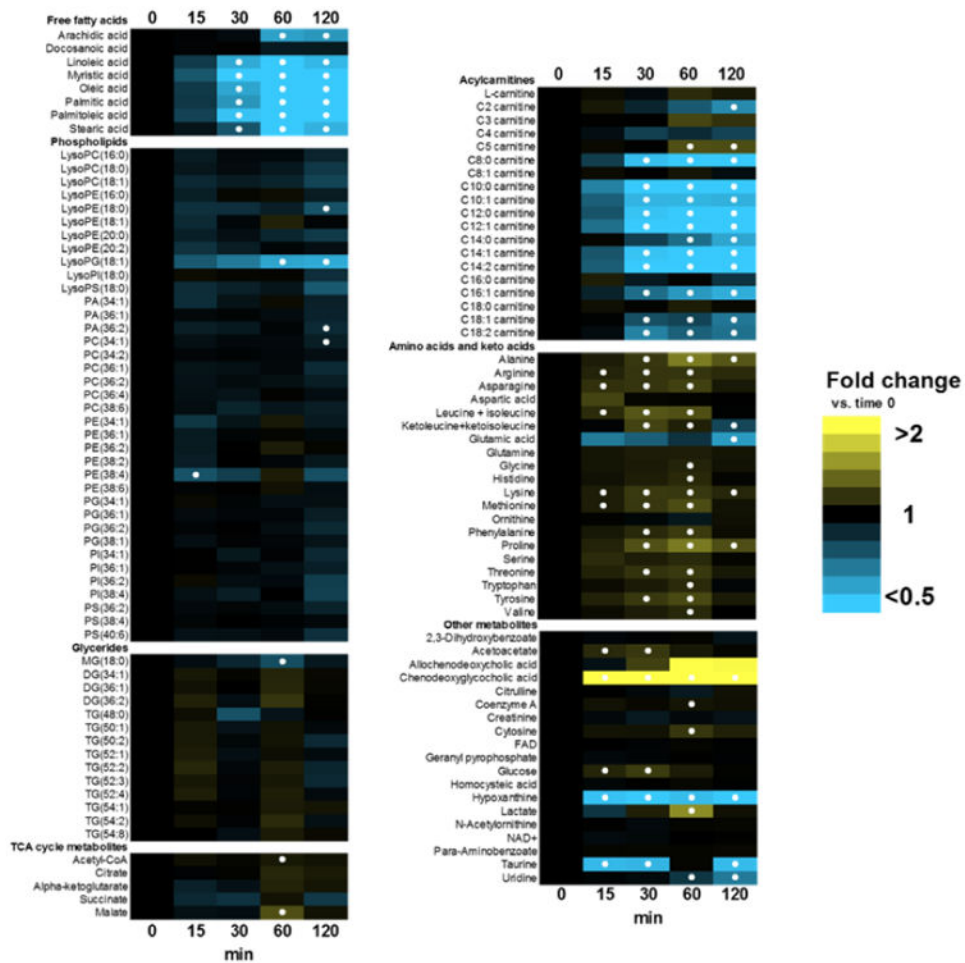 Free fatty acids 0 15 30 60 120
Arachidic acid
Docosanoic acid
Linoleic acid
Myristic acid
Oleic acid
Palmitic acid
Palmitoleic acid
Stearic acid
Phospholipids
LysoPC(16:0)
LysoPC(18:0)
LysoPC(18:1)
LysoPE(16:0)
LysoPE(18:0)
LysoPE(18:1)
LysoPE(20:0)
LysoPE(20:2)
LysoPG(18:1)
LysoPI(18:0)
LysoPS(18:0)
PA(34:1)
PA(36:1)
PA(36:2)
PC(34:1)
PC(34:2)
PC(36:1)
PC(36:2)
PC(36:4)
PC(38:6)
PE(34:1)
PE(36:1)
PE(36:2)
PE(38:2)
PE(38:4)
PE(38:6)
PG(34:1)
PG(36:1)
PG(36:2)
PG(38:1)
PI(34:1)
PI(36:1)
PI(36:2)
PI(38:4)
PS(36:2)
PS(38:4)
PS(40:6)
Glycerides
MG(18:0)
DG(34:1)
DG(36:1)
DG(36:2)
TG(48:0)
TG(50:1)
TG(50:2)
TG(52:1)
TG(52:2)
TG(52:3)
TG(52:4)
TG(54:1)
TG(54:2)
TG(54:8)
TCA cycle metabolites
Acetyl-CoA
Citrate
Alpha-ketoglutarate
Succinate
Malate
0 15 30 60 120
min
Acylcarnitines 0 15 30 60 120
L-carnitine
C2 carnitine
C3 carnitine
C4 carnitine
C5 carnitine
C8:0 carnitine
C8:1 carnitine
C10:0 carnitine
C10:1 carnitine
C12:0 carnitine
C12:1 carnitine
C14:0 carnitine
C14:1 carnitine
C14:2 carnitine
C16:0 carnitine
C16:1 carnitine
C18:0 carnitine
C18:1 carnitine
C18:2 carnitine
Amino acids and keto acids
Alanine
Arginine
Asparagine
Aspartic acid
Leucine + isoleucine
Ketoleucine+ketoisoleucine
Glutamic acid
Glutamine
Glycine
Histidine
Lysine
Methionine
Ornithine
Phenylalanine
Proline
Serine
Threonine
Tryptophan
Tyrosine
Valine
Other metabolites
2,3-Dihydroxybenzoate
Acetoacetate
Allochenodeoxycholic acid
Chenodeoxyglycocholic acid
Citrulline
Coenzyme A
Creatinine
Cytosine
FAD
Geranyl pyrophosphate
Glucose
Homocysteic acid
Hypoxanthine
Lactate
N-Acetylornithine
NAD+
Para-Aminobenzoate
Taurine
Uridine
0 15 30 60 120
min
Fold change
vs. time 0
>2
1
<0.5